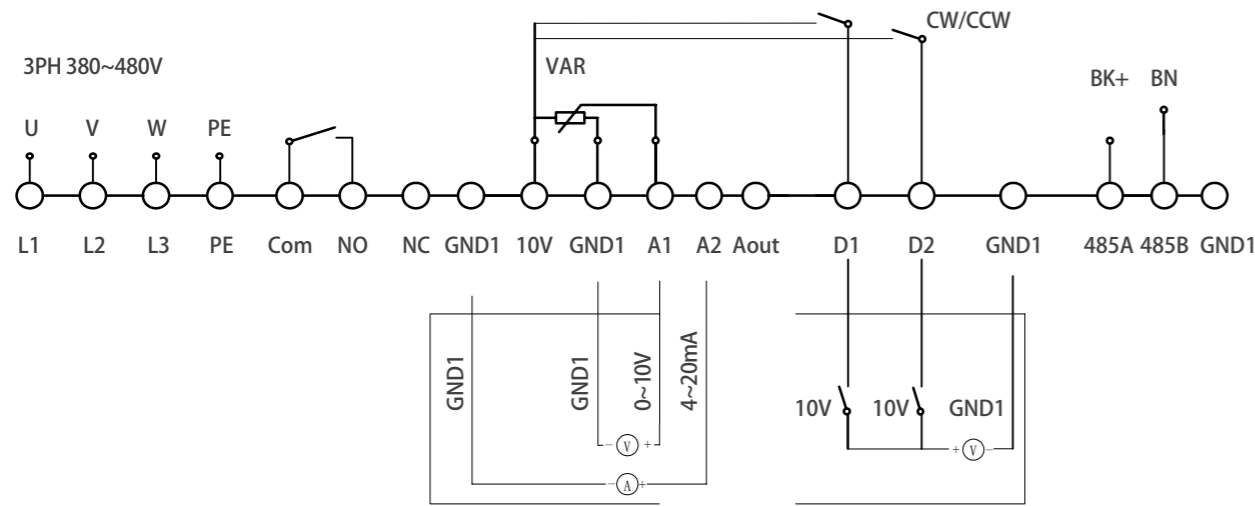 CW/CCW
3PH 380~480V
VAR
BK+ BN
U V W PE
L1 L2 L3 PE Com NO NC GND1 10V GND1 A1 A2 Aout D1 D2 GND1 485A 485B GND1
GND1
GND1
0~10V
4~20mA
10V 10V GND1
- V +
+ V -
- A +